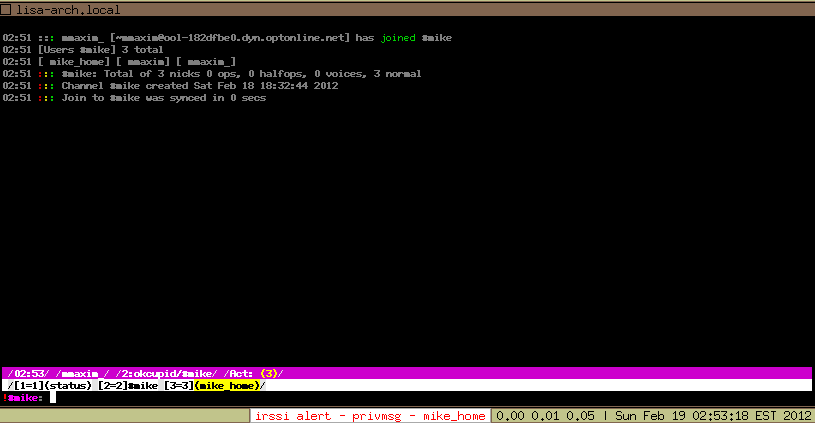 lisa-arch.local
02:51 ::: mmaxim_ [~mmaxim@ool-182dfbe0.dyn.optonline.net] has joined #mike
02:51 [Users #mike] 3 total
02:51 [ mike_home] [ mmaxim] [ mmaxim_]
02:51 ::: #mike: Total of 3 nicks 0 ops, 0 halfops, 0 voices, 3 normal
02:51 ::: Channel #mike created Sat Feb 18 18:32:44 2012
02:51 ::: Join to #mike was synced in 0 secs
/02:53/ /mmaxim_/ /2:okcupid/#mike/ /Act: (3)/
/[1=1](status) [2=2]#mike [3=3](mike_home)/
!#mike:
irssi alert - privmsg - mike_home 0.00 0.01 0.05 | Sun Feb 19 02:53:18 EST 2012